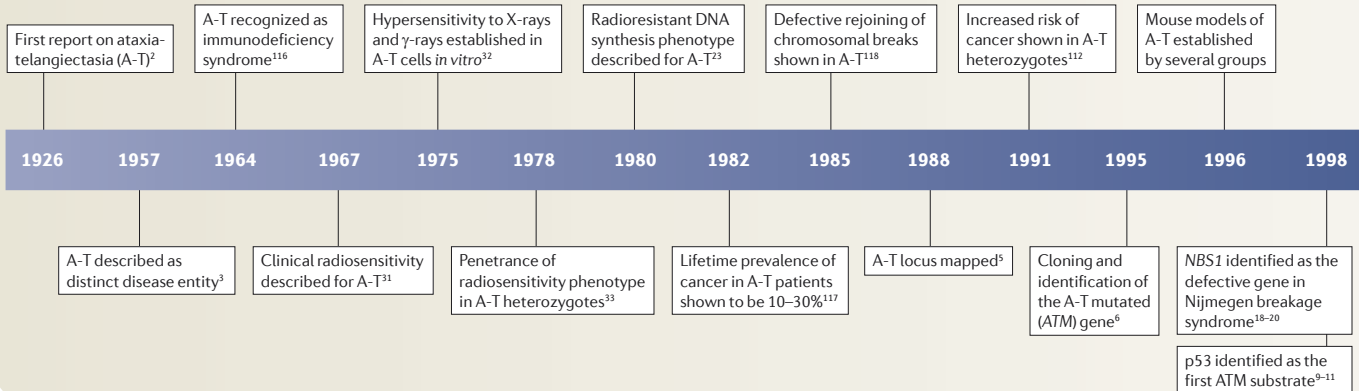 First report on ataxia-
telangiectasia (A-T)²
A-T recognized as
immunodeficiency
syndrome¹¹⁶
Hypersensitivity to X-rays
and γ-rays established in
A-T cells in vitro³²
Radioresistant DNA
synthesis phenotype
described for A-T²³
Defective rejoining of
chromosomal breaks
shown in A-T¹¹⁸
Increased risk of
cancer shown in A-T
heterozygotes¹¹²
Mouse models of
A-T established
by several groups
1926 1957 1964 1967 1975 1978 1980 1982 1985 1988 1991 1995 1996 1998
A-T described as
distinct disease entity³
Clinical radiosensitivity
described for A-T³¹
Penetrance of
radiosensitivity phenotype
in A-T heterozygotes³³
Lifetime prevalence of
cancer in A-T patients
shown to be 10–30%¹¹⁷
A-T locus mapped⁵
Cloning and
identification of
the A-T mutated
(ATM) gene⁶
NBS1 identified as the
defective gene in
Nijmegen breakage
syndrome¹⁸⁻²⁰
p53 identified as the
first ATM substrate⁹⁻¹¹